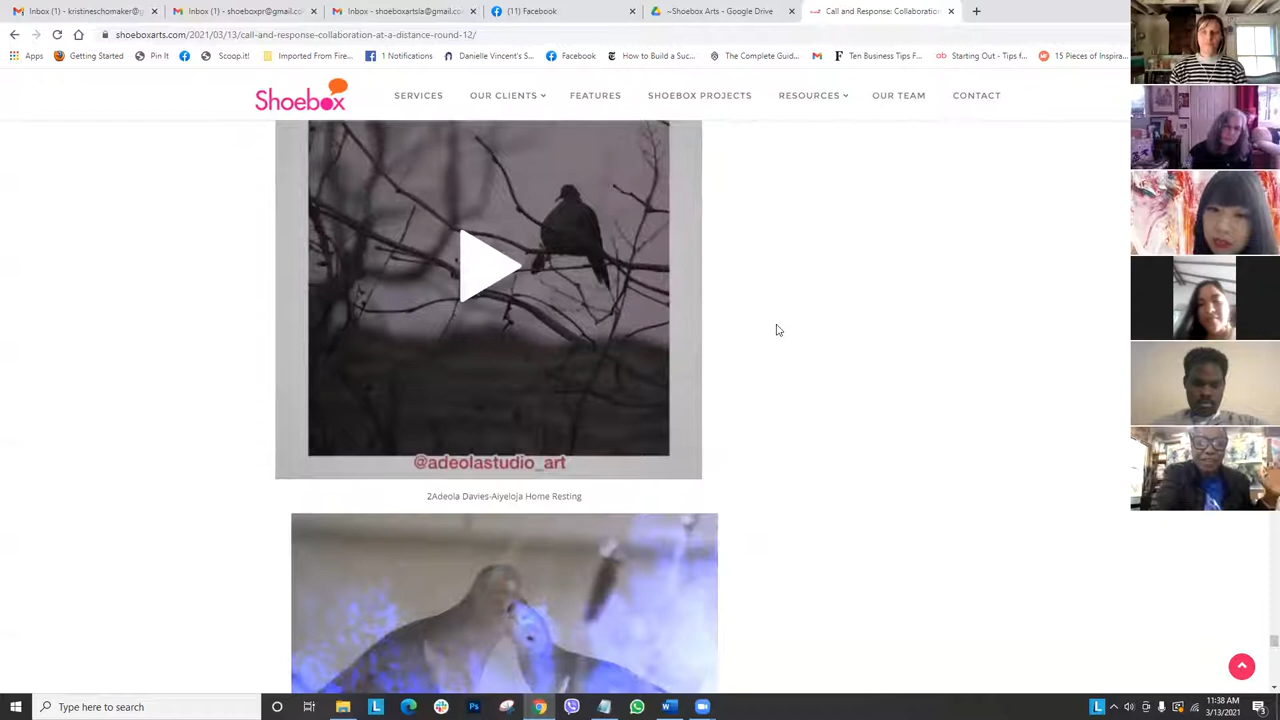 Inbox (1) - kristineschomaker@g
Inbox (1) - shoeboxpr@gmail.co
Inbox - shoeboxartsla@gmail.co
(11) Facebook
~Shoebox Arts - Google Drive
Call and Response: Collaboration
shoeboxarts.com/2021/03/13/call-and-response-collaboration-at-a-distance-round-12/
Apps
Getting Started
Pin It
Scoop.it!
Imported From Fire...
1 Notifications
Danielle Vincent's S...
Facebook
How to Build a Suc...
The Complete Guid...
Ten Business Tips F...
Starting Out - Tips f...
15 Pieces of Inspira...
Shoebox
SERVICES
OUR CLIENTS
FEATURES
SHOEBOX PROJECTS
RESOURCES
OUR TEAM
CONTACT
@adeolastudio_art
2Adeola Davies-Aiyeloja Home Resting
Type here to search
11:38 AM
3/13/2021